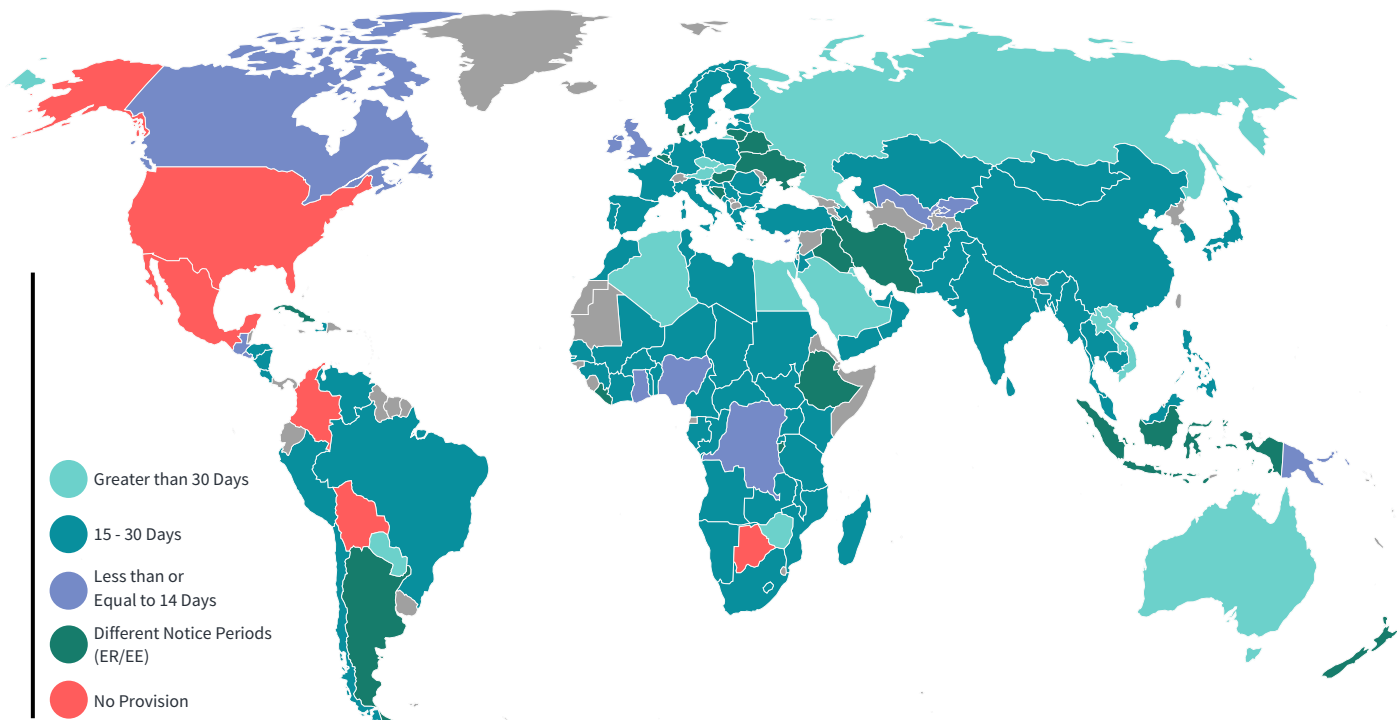 Greater than 30 Days
15 - 30 Days
Less than or
Equal to 14 Days
Different Notice Periods
(ER/EE)
No Provision